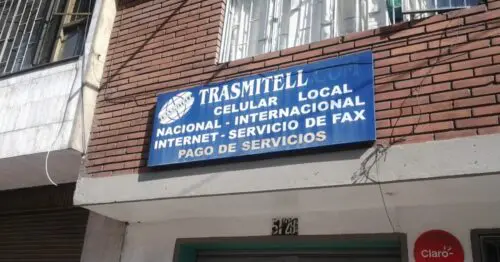 TRASMITELL
CELULAR LOCAL
NACIONAL - INTERNACIONAL
INTERNET - SERVICIO DE FAX
PAGO DE SERVICIOS
Claro